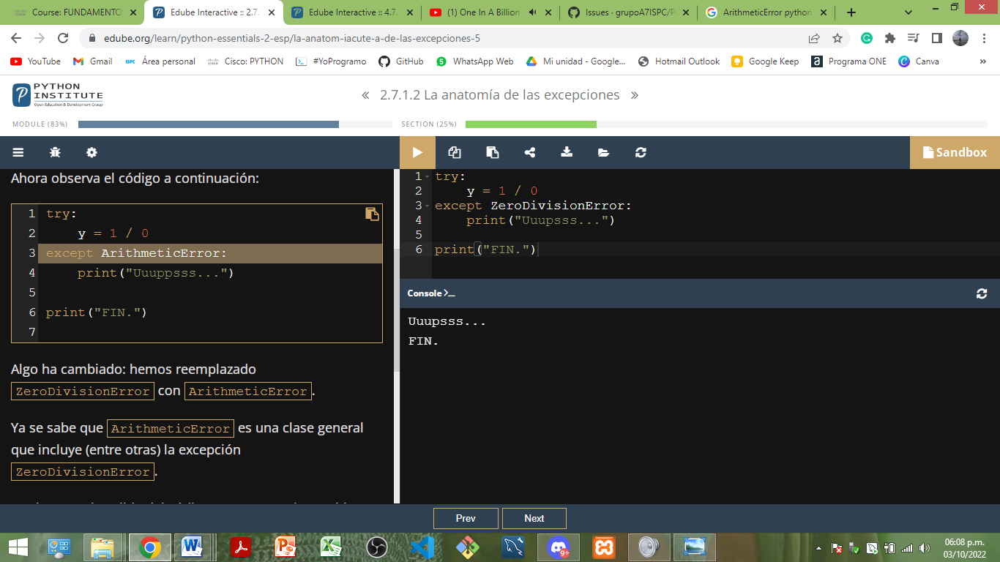 Course: FUNDAMENTO
Edube Interactive :: 2.7.
Edube Interactive :: 4.7.
(1) One In A Billion
Issues · grupoA7ISPC/P
ArithmeticError python
edube.org/learn/python-essentials-2-esp/la-anatom-iacute-a-de-las-excepciones-5
YouTube
Gmail
ispc Área personal
Cisco: PYTHON
#YoProgramo
GitHub
5 WhatsApp Web
Mi unidad - Google...
Hotmail Outlook
Google Keep
a Programa ONE
Canva
»
PYTHON
INSTITUTE
Open Education & Development Group
« 2.7.1.2 La anatomía de las excepciones »
MODULE (83%)
SECTION (25%)
Sandbox
Ahora observa el código a continuación:
1 try:
2     y = 1 / 0
3 except ArithmeticError:
4     print("Uuuppsss...")
5
6 print("FIN.")
7
Algo ha cambiado: hemos reemplazado
ZeroDivisionError con ArithmeticError.
Ya se sabe que ArithmeticError es una clase general
que incluye (entre otras) la excepción
ZeroDivisionError.
1 try:
2     y = 1 / 0
3 except ZeroDivisionError:
4     print("Uuupsss...")
5
6 print("FIN.")
Console
Uuupsss...
FIN.
Prev
Next
9+
06:08 p.m.
03/10/2022